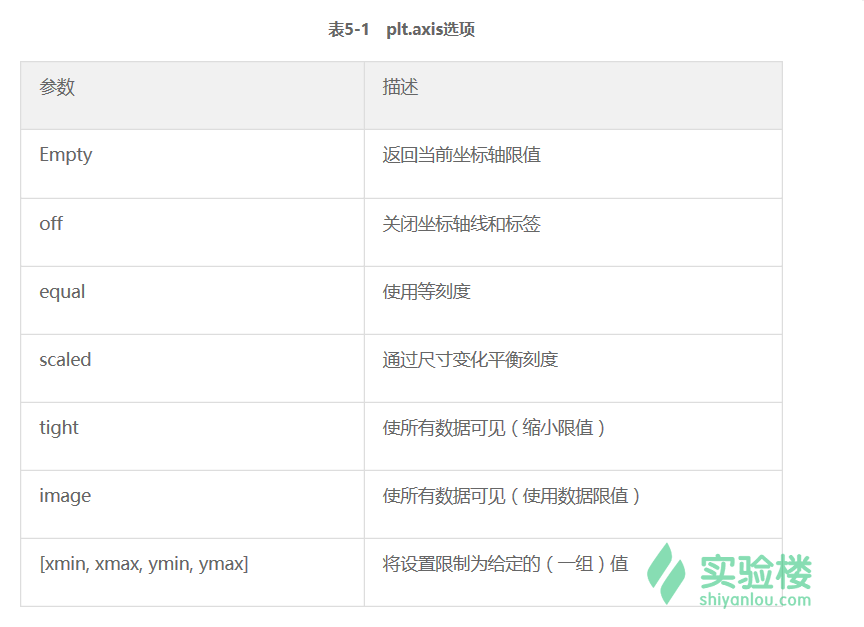 表5-1 plt.axis选项
参数 描述
Empty 返回当前坐标轴限值
off 关闭坐标轴线和标签
equal 使用等刻度
scaled 通过尺寸变化平衡刻度
tight 使所有数据可见（缩小限值）
image 使所有数据可见（使用数据限值）
[xmin, xmax, ymin, ymax] 将设置限制为给定的（一组）值
实验楼
shiyanlou.com